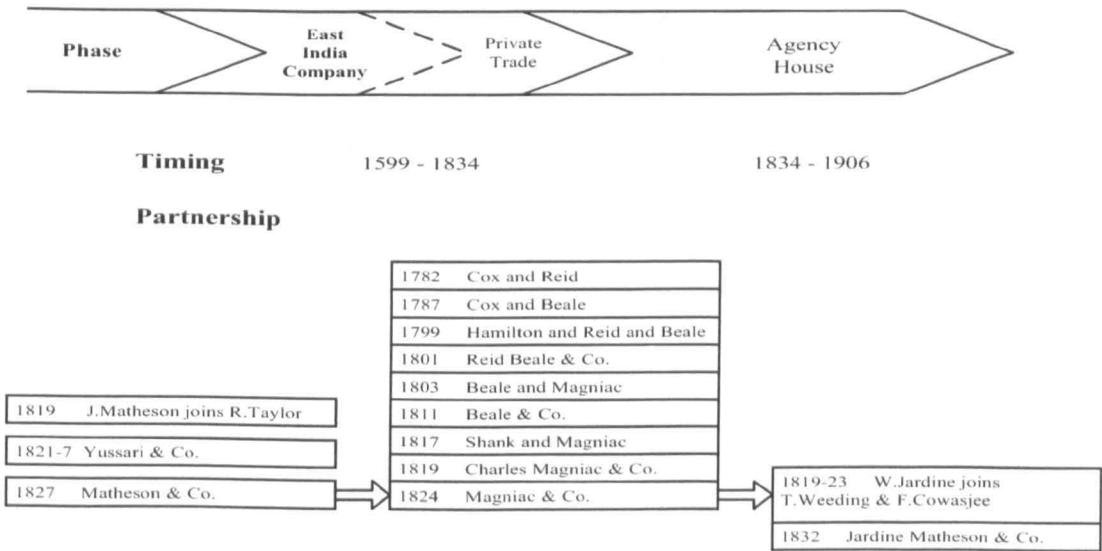 Phase
East
India
Company
Private
Trade
Agency
House
Timing
1599 - 1834
1834 - 1906
Partnership
1782 Cox and Reid
1787 Cox and Beale
1799 Hamilton and Reid and Beale
1801 Reid Beale & Co.
1803 Beale and Magniac
1811 Beale & Co.
1817 Shank and Magniac
1819 Charles Magniac & Co.
1824 Magniac & Co.
1819 J.Matheson joins R.Taylor
1821-7 Yussari & Co.
1827 Matheson & Co.
1819-23 W.Jardine joins
T.Weeding & F.Cowasjee
1832 Jardine Matheson & Co.